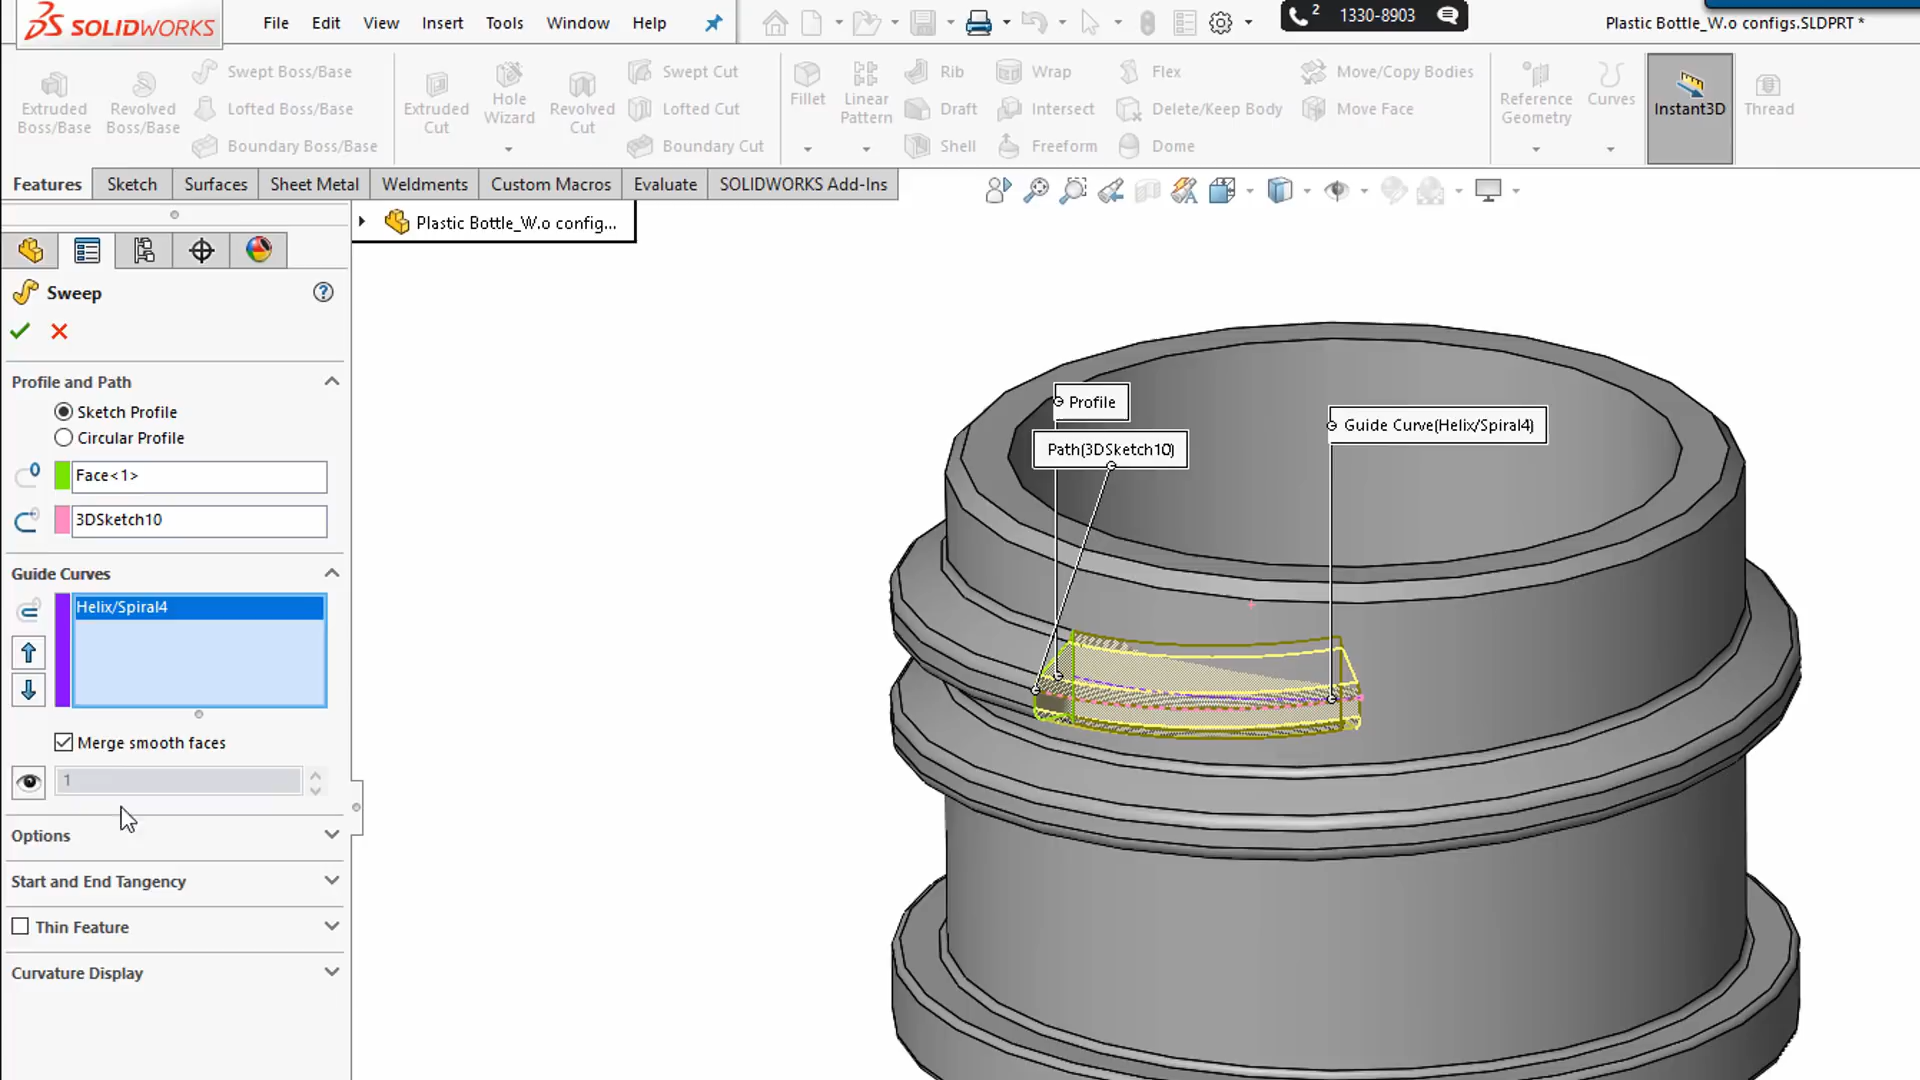 SOLIDWORKS
File Edit View Insert Tools Window Help
2 1330-8903
Plastic Bottle_W.o configs.SLDPRT *
Extruded Boss/Base
Revolved Boss/Base
Swept Boss/Base
Lofted Boss/Base
Boundary Boss/Base
Extruded Cut
Hole Wizard
Revolved Cut
Swept Cut
Lofted Cut
Boundary Cut
Fillet
Linear Pattern
Rib
Draft
Shell
Wrap
Intersect
Freeform
Flex
Delete/Keep Body
Dome
Move/Copy Bodies
Move Face
Reference Geometry
Curves
Instant3D
Thread
Features Sketch Surfaces Sheet Metal Weldments Custom Macros Evaluate SOLIDWORKS Add-Ins
Plastic Bottle_W.o config...
Sweep
Profile and Path
Sketch Profile
Circular Profile
Face<1>
3DSketch10
Guide Curves
Helix/Spiral4
Merge smooth faces
1
Options
Start and End Tangency
Thin Feature
Curvature Display
Profile
Path(3DSketch10)
Guide Curve(Helix/Spiral4)